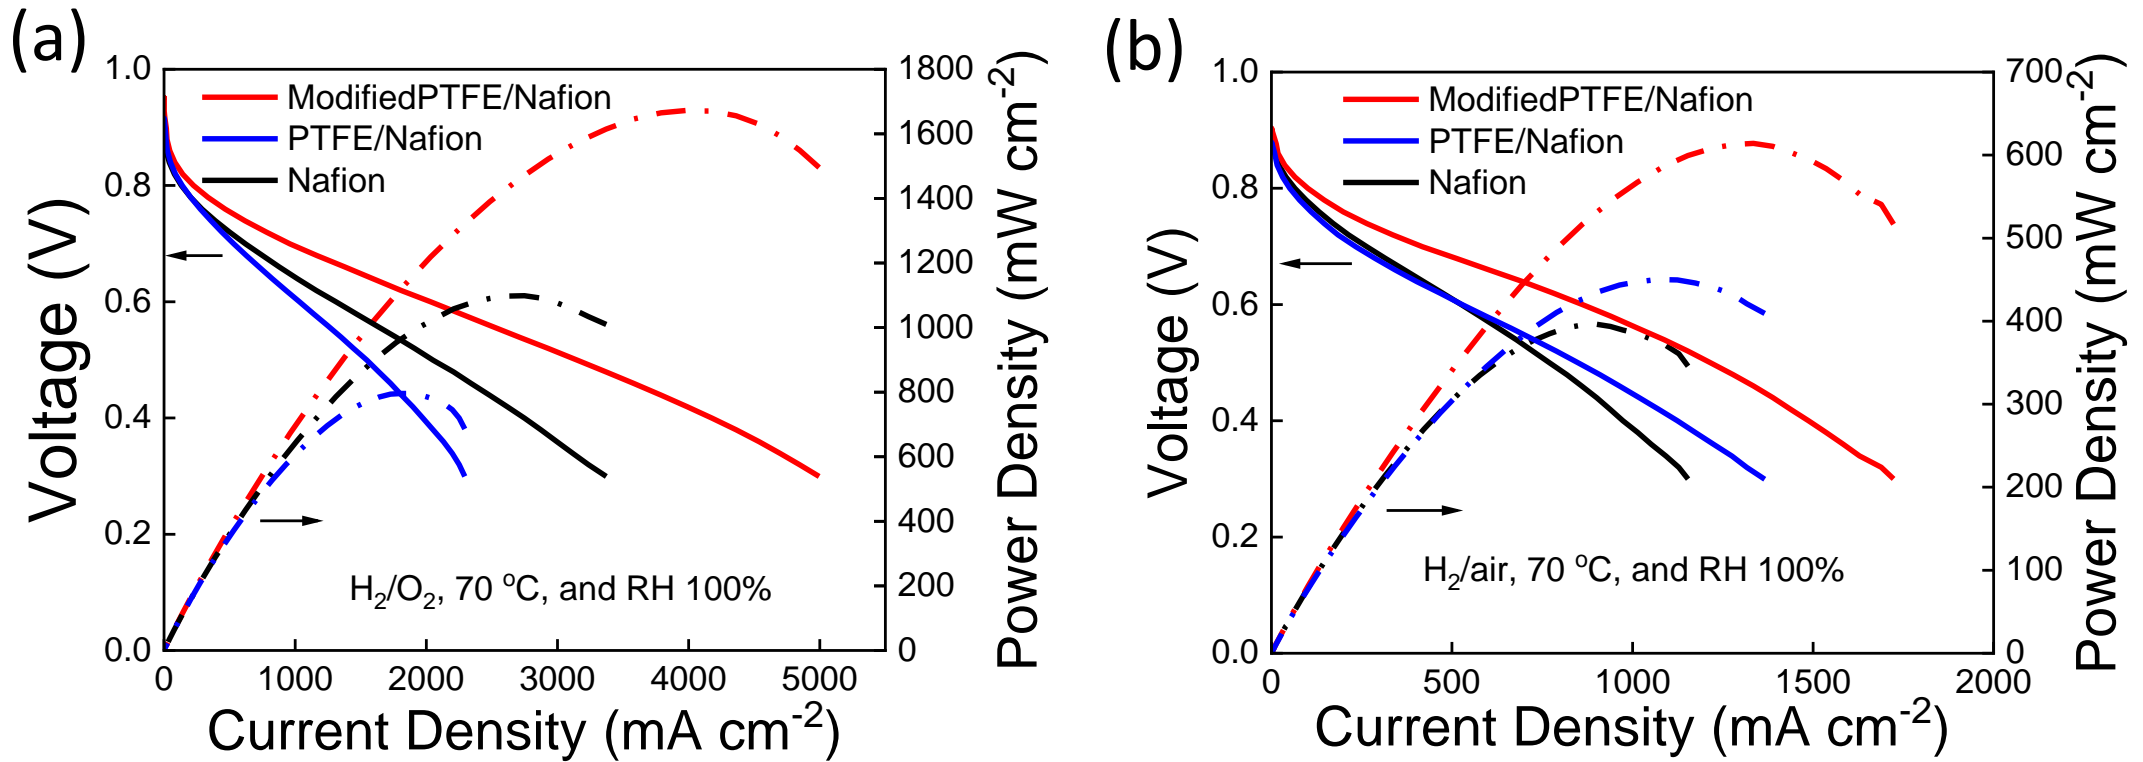 (a)
1.0
0.8
0.6
0.4
0.2
0.0
Voltage (V)
ModifiedPTFE/Nafion
PTFE/Nafion
Nafion
H2/O2, 70 oC, and RH 100%
1800
1600
1400
1200
1000
800
600
400
200
0
Power Density (mW cm-2)
0 1000 2000 3000 4000 5000
Current Density (mA cm-2)
(b)
1.0
0.8
0.6
0.4
0.2
0.0
Voltage (V)
ModifiedPTFE/Nafion
PTFE/Nafion
Nafion
H2/air, 70 oC, and RH 100%
700
600
500
400
300
200
100
0
Power Density (mW cm-2)
0 500 1000 1500 2000
Current Density (mA cm-2)